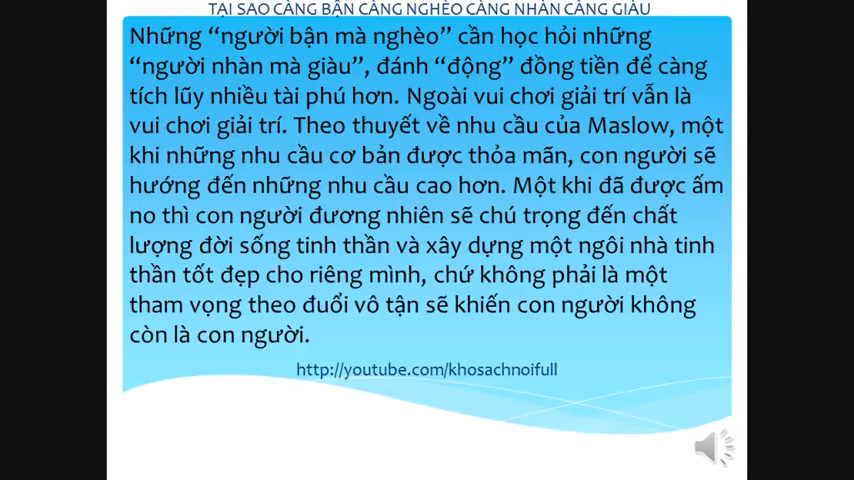 TẠI SAO CÀNG BẬN CÀNG NGHÈO CÀNG NHÀN CÀNG GIÀU
Những “người bận mà nghèo” cần học hỏi những
“người nhàn mà giàu”, đánh “động” đồng tiền để càng
tích lũy nhiều tài phú hơn. Ngoài vui chơi giải trí vẫn là
vui chơi giải trí. Theo thuyết về nhu cầu của Maslow, một
khi những nhu cầu cơ bản được thỏa mãn, con người sẽ
hướng đến những nhu cầu cao hơn. Một khi đã được ấm
no thì con người đương nhiên sẽ chú trọng đến chất
lượng đời sống tinh thần và xây dựng một ngôi nhà tinh
thần tốt đẹp cho riêng mình, chứ không phải là một
tham vọng theo đuổi vô tận sẽ khiến con người không
còn là con người.
http://youtube.com/khosachnoifull